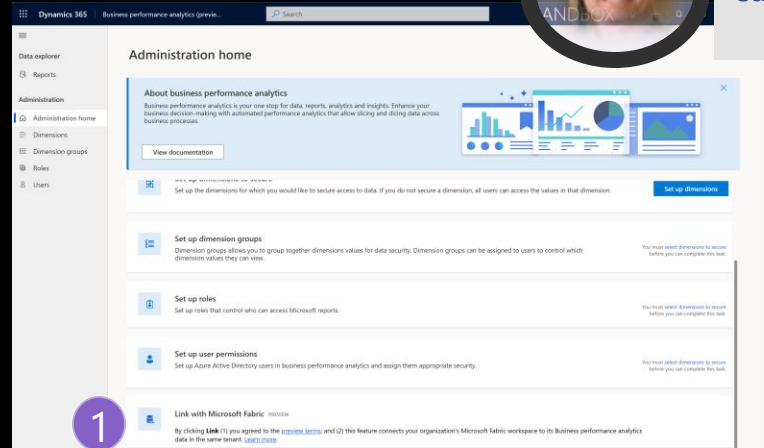 Dynamics 365 Business performance analytics (previe... Search ANDBOX
Data explorer
Reports
Administration
Administration home
Dimensions
Dimension groups
Roles
Users
Administration home
About business performance analytics
Business performance analytics is your one stop for data, reports, analytics and insights. Enhance your
business decision-making with automated performance analytics that allow slicing and dicing data across
business processes.
View documentation
Set up the dimensions for which you would like to secure access to data. If you do not secure a dimension, all users can access the values in that dimension.
Set up dimensions
Set up dimension groups
Dimension groups allows you to group together dimensions values for data security. Dimension groups can be assigned to users to control which
dimension values they can view.
You must select dimensions to secure
before you can complete this task.
Set up roles
Set up roles that control who can access Microsoft reports.
You must select dimensions to secure
before you can complete this task.
Set up user permissions
Set up Azure Active Directory users in business performance analytics and assign them appropriate security.
You must select dimensions to secure
before you can complete this task.
1
Link with Microsoft Fabric PREVIEW
By clicking Link (1) you agreed to the preview terms; and (2) this feature connects your organization's Microsoft Fabric workspace to its Business performance analytics
data in the same tenant. Learn more